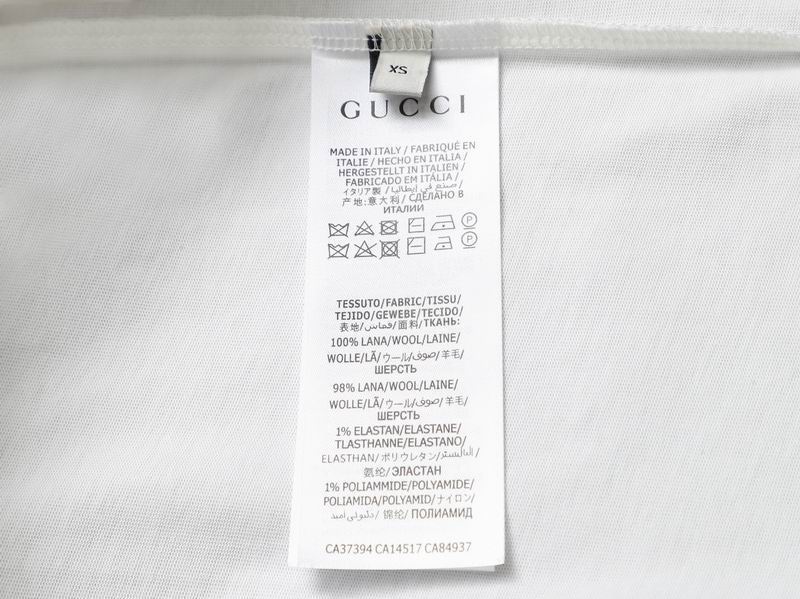 XS
GUCCI
MADE IN ITALY / FABRIQUÉ EN
ITALIE / HECHO EN ITALIA /
HERGESTELLT IN ITALIEN /
FABRICADO EM ITÁLIA /
イタリア製 / صنع في إيطاليا /
产地:意大利 / СДЕЛАНО В
ИТАЛИИ
P
P
TESSUTO/FABRIC/TISSU/
TEJIDO/GEWEBE/TECIDO/
表地/قماش/面料/ТКАНЬ:
100% LANA/WOOL/LAINE/
WOLLE/LÃ/ウール/صوف/羊毛/
ШЕРСТЬ
98% LANA/WOOL/LAINE/
WOLLE/LÃ/ウール/صوف/羊毛/
ШЕРСТЬ
1% ELASTAN/ELASTANE/
TLASTHANNE/ELASTANO/
ELASTHAN/ポリウレタン/
氨纶/ЭЛАСТАН
1% POLIAMMIDE/POLYAMIDE/
POLIAMIDA/POLYAMID/ナイロン/
锦纶/ ПОЛИАМИД
CA37394 CA14517 CA84937